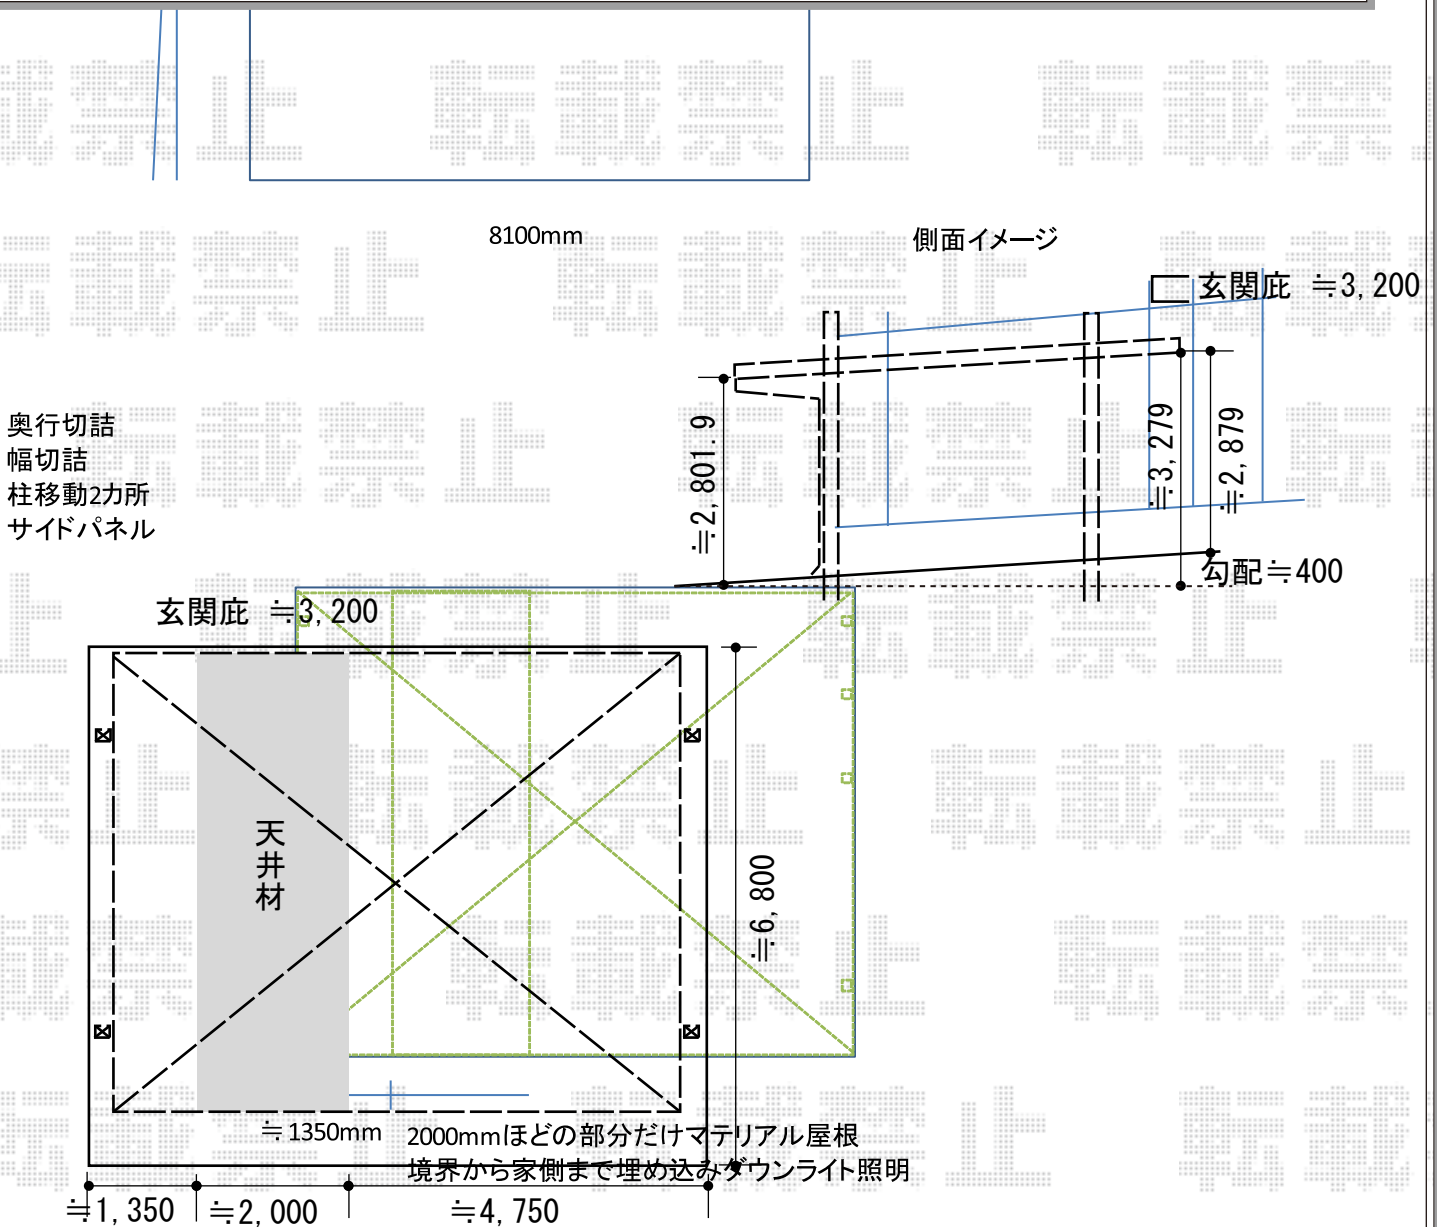 8100mm
側面イメージ
玄関庇 ≒3,200
奥行切詰
幅切詰
柱移動2カ所
サイドパネル
≒2,801.9
≒3,279
≒2,879
勾配≒400
玄関庇 ≒3,200
天井材
≒6,800
≒1350mm
2000mmほどの部分だけマテリアル屋根
境界から家側まで埋め込みダウンライト照明
≒1,350
≒2,000
≒4,750
転載禁止